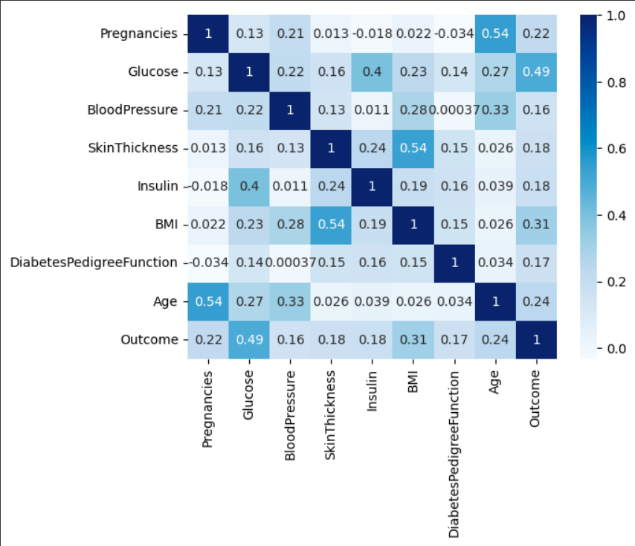 Pregnancies 1 0.13 0.21 0.013 -0.018 0.022 -0.034 0.54 0.22
Glucose 0.13 1 0.22 0.16 0.4 0.23 0.14 0.27 0.49
BloodPressure 0.21 0.22 1 0.13 0.011 0.28 0.00037 0.33 0.16
SkinThickness 0.013 0.16 0.13 1 0.24 0.54 0.15 0.026 0.18
Insulin -0.018 0.4 0.011 0.24 1 0.19 0.16 0.039 0.18
BMI 0.022 0.23 0.28 0.54 0.19 1 0.15 0.026 0.31
DiabetesPedigreeFunction -0.034 0.14 0.00037 0.15 0.16 0.15 1 0.034 0.17
Age 0.54 0.27 0.33 0.026 0.039 0.026 0.034 1 0.24
Outcome 0.22 0.49 0.16 0.18 0.18 0.31 0.17 0.24 1
Pregnancies
Glucose
BloodPressure
SkinThickness
Insulin
BMI
DiabetesPedigreeFunction
Age
Outcome
1.0
0.8
0.6
0.4
0.2
0.0